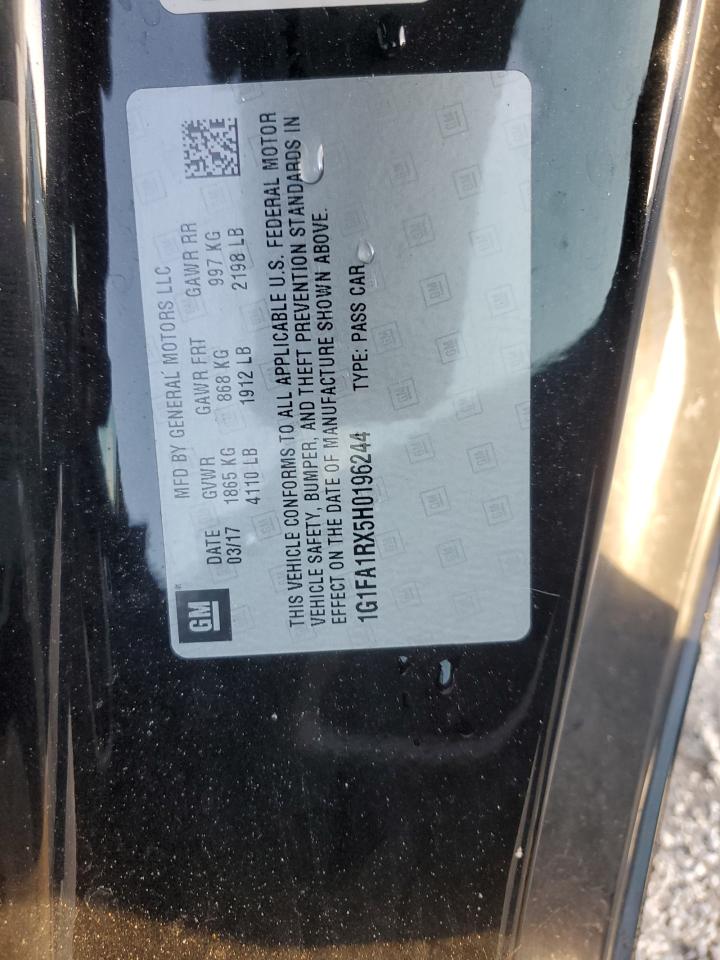 MFD BY GENERAL MOTORS LLC
DATE GVWR GAWR FRT GAWR RR
03/17 1865 KG 868 KG 997 KG
4110 LB 1912 LB 2198 LB
THIS VEHICLE CONFORMS TO ALL APPLICABLE U.S. FEDERAL MOTOR
VEHICLE SAFETY, BUMPER, AND THEFT PREVENTION STANDARDS IN
EFFECT ON THE DATE OF MANUFACTURE SHOWN ABOVE.
1G1FA1RX5H0196244 TYPE: PASS CAR
GM